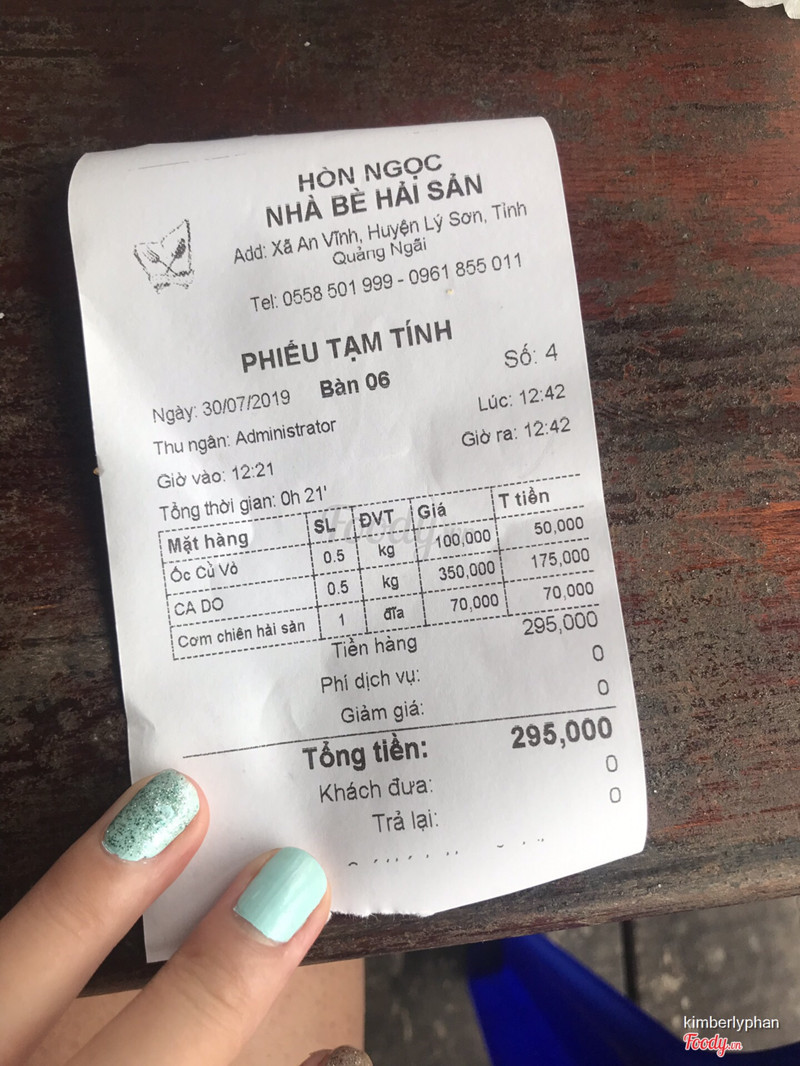 HÒN NGỌC
NHÀ BÈ HẢI SẢN
Add: Xã An Vĩnh, Huyện Lý Sơn, Tỉnh
Quảng Ngãi
Tel: 0558 501 999 - 0961 855 011
PHIẾU TẠM TÍNH
Số: 4
Ngày: 30/07/2019 Bàn 06
Lúc: 12:42
Thu ngân: Administrator
Giờ ra: 12:42
Giờ vào: 12:21
Tổng thời gian: 0h 21'
Mặt hàng SL ĐVT Giá T tiền
Ốc Củ Vò 0.5 kg 100,000 50,000
CA DO 0.5 kg 350,000 175,000
Cơm chiên hải sản 1 đĩa 70,000 70,000
Tiền hàng 295,000
Phí dịch vụ: 0
Giảm giá: 0
Tổng tiền: 295,000
Khách đưa: 0
Trả lại: 0
Foody.vn
kimberlyphan
Foody.vn